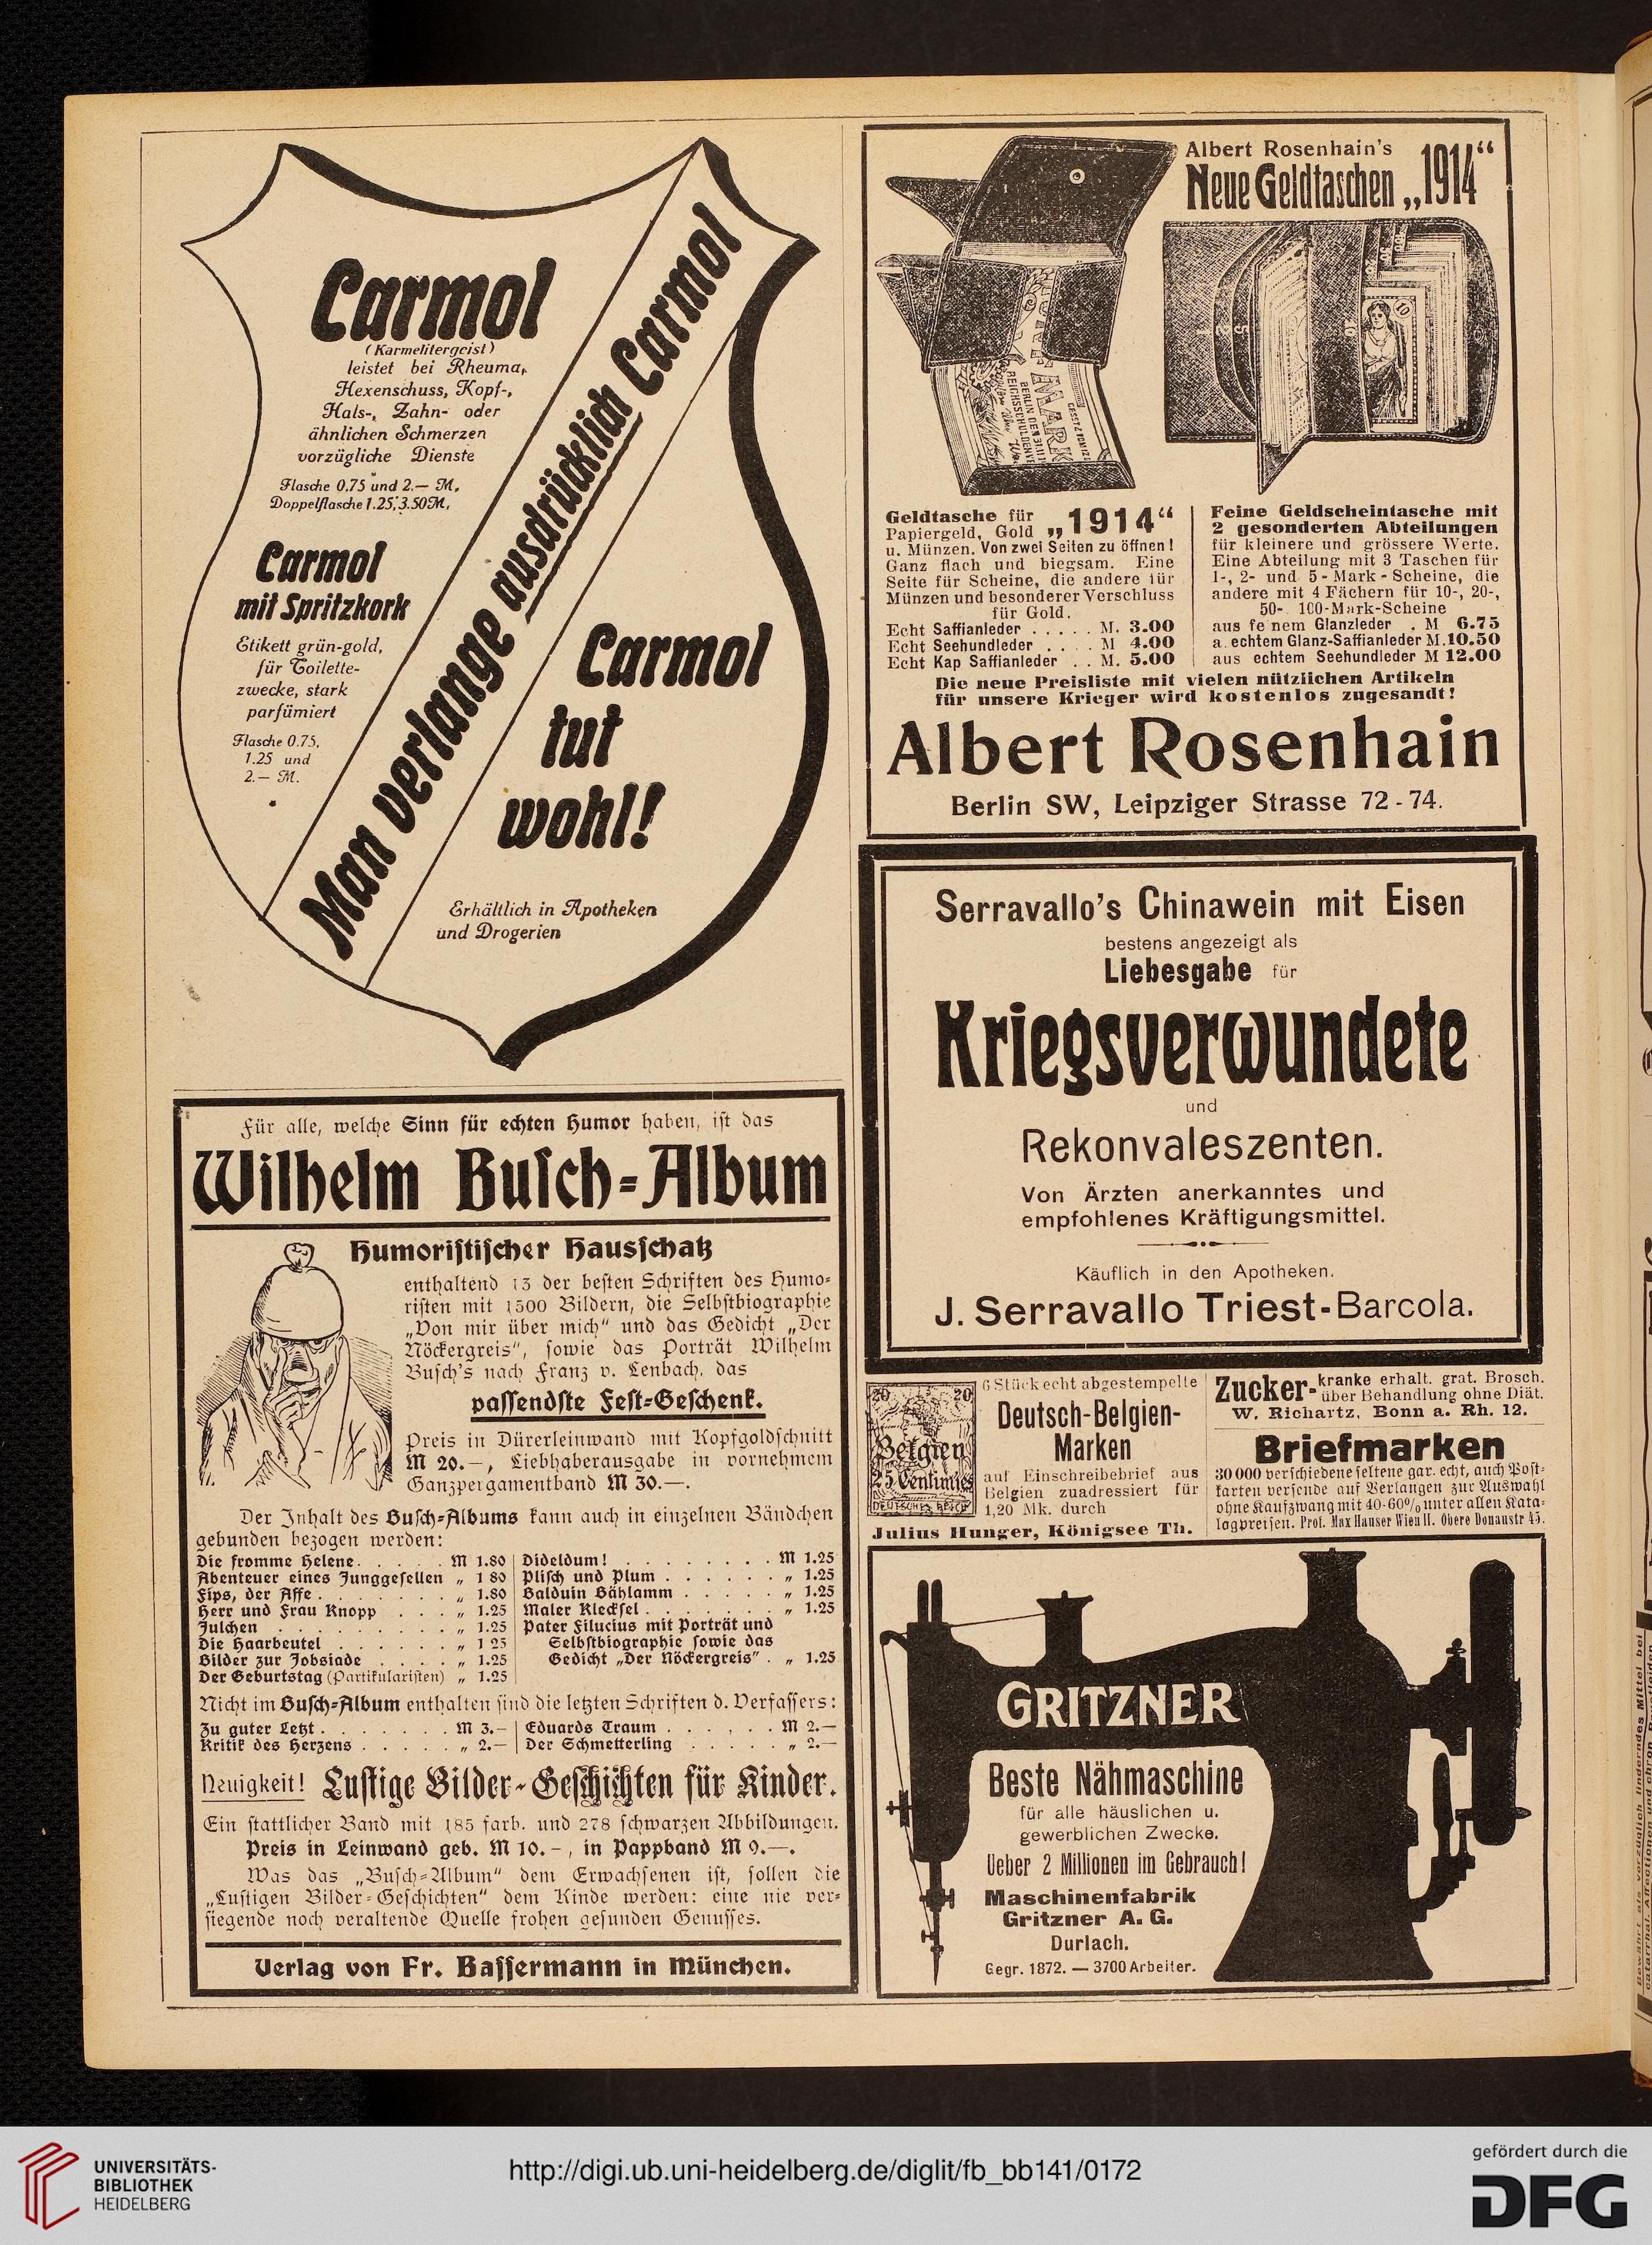 Carmol
(Karmelitergeist)
leistet bei Rheuma,
Hexenschuss, Kopf-,
Hals-, Zahn- oder
ähnlichen Schmerzen
vorzügliche Dienste
Flasche 0.75 und 2.— M.
Doppelflasche 1.25, 3.50 M,
Man verlange ausdrücklich Carmol
Carmol
mit Spritzkork
Etikett grün-gold,
für Toilette-
zwecke, stark
parfümiert
Flasche 0.75,
1.25 und
2.— M.
Carmol
tut
wohl!
Erhältlich in Apotheken
und Drogerien
Für alle, welche Sinn für echten Humor haben, ist das
Wilhelm Busch=Album
Humoristischer Hausschatz
enthaltend 13 der besten Schriften des Humo=
risten mit 1500 Bildern, die Selbstbiographie
„Von mir über mich“ und das Gedicht „Der
Nöckergreis“, sowie das Porträt Wilhelm
Busch's nach Franz v. Lenbach, das
passendste Fest=Geschenk.
Preis in Dürerleinwand mit Kopfgoldschnitt
M 20.—, Liebhaberausgabe in vornehmem
Ganzpergamentband M 30.—.
Der Inhalt des Busch=Albums kann auch in einzelnen Bändchen
gebunden bezogen werden:
Die fromme Helene . . . . . M 1.80
Abenteuer eines Junggesellen „ 1 80
Fips, der Affe . . . . . . . „ 1.80
Herr und Frau Knopp . . . „ 1.25
Julchen . . . . . . . . . „ 1.25
Die Haarbeutel . . . . . . „ 1 25
Bilder zur Jobsiade . . . . „ 1.25
Der Geburtstag (Partikularisten) „ 1.25
Dideldum! . . . . . . . . M 1.25
Plisch und Plum . . . . . . „ 1.25
Balduin Bählamm . . . . . „ 1.25
Maler Klecksel . . . . . . . „ 1.25
Pater Filucius mit Porträt und
Selbstbiographie sowie das
Gedicht „Der Nöckergreis“ . „ 1.25
Nicht im Busch=Album enthalten sind die letzten Schriften d. Verfassers:
Zu guter Letzt . . . . . . . M 3.—
Kritik des Herzens . . . . . „ 2.—
Eduards Traum . . . . . . M 2.—
Der Schmetterling . . . . . „ 2.—
Neuigkeit! Lustige Bilder-Geschichten für Kinder.
Ein stattlicher Band mit 185 farb. und 278 schwarzen Abbildungen.
Preis in Leinwand geb. M 10.-, in Pappband M 9.—.
Was das „Busch=Album“ dem Erwachsenen ist, sollen die
„Lustigen Bilder=Geschichten“ dem Kinde werden: eine nie ver=
siegende noch veraltende Quelle frohen gesunden Genusses.
Verlag von Fr. Bassermann in München.
Albert Rosenhain's
Neue Geldtaschen „1914“
MARK
Geldtasche für „1914“
Papiergeld, Gold
u. Münzen. Von zwei Seiten zu öffnen!
Ganz flach und biegsam. Eine
Seite für Scheine, die andere für
Münzen und besonderer Verschluss
für Gold.
Echt Saffianleder . . . . . M. 3.00
Echt Seehundleder . . . . M 4.00
Echt Kap Saffianleder . . M. 5.00
Feine Geldscheintasche mit
2 gesonderten Abteilungen
für kleinere und grössere Werte.
Eine Abteilung mit 3 Taschen für
1-, 2- und 5-Mark-Scheine, die
andere mit 4 Fächern für 10-, 20-,
50- 100-Mark-Scheine
aus fe nem Glanzleder . M 6.75
a. echtem Glanz-Saffianleder M. 10.50
aus echtem Seehundleder M 12.00
Die neue Preisliste mit vielen nützlichen Artikeln
für unsere Krieger wird kostenlos zugesandt!
Albert Rosenhain
Berlin SW, Leipziger Strasse 72-74.
Serravallo's Chinawein mit Eisen
bestens angezeigt als
Liebesgabe für
Kriegsverwundete
und
Rekonvaleszenten.
Von Ärzten anerkanntes und
empfohlenes Kräftigungsmittel.
Käuflich in den Apotheken.
J. Serravallo Triest-Barcola.
20 20
Belgien
25 Centimes
DEUTSCHES REICH
6 Stück echt abgestempelte
Deutsch-Belgien-
Marken
auf Einschreibebrief aus
Belgien zuadressiert für
1,20 Mk. durch
Julius Hunger, Königsee Th.
Zucker-kranke erhalt. grat. Brosch.
über Behandlung ohne Diät.
W. Richartz, Bonn a. Rh. 12.
Briefmarken
30 000 verschiedene seltene gar. echt, auch Post=
karten versende auf Verlangen zur Auswahl
ohne Kaufzwang mit 40-60% unter allen Kata=
logpreisen. Prof. Max Hauser Wien II. Obere Donaustr 45.
GRITZNER
Beste Nähmaschine
für alle häuslichen u.
gewerblichen Zwecke.
Ueber 2 Millionen im Gebrauch!
Maschinenfabrik
Gritzner A. G.
Durlach.
Gegr. 1872. — 3700 Arbeiter.
UNIVERSITÄTS-
BIBLIOTHEK
HEIDELBERG
http://digi.ub.uni-heidelberg.de/diglit/fb_bb141/0172
gefördert durch die
DFG